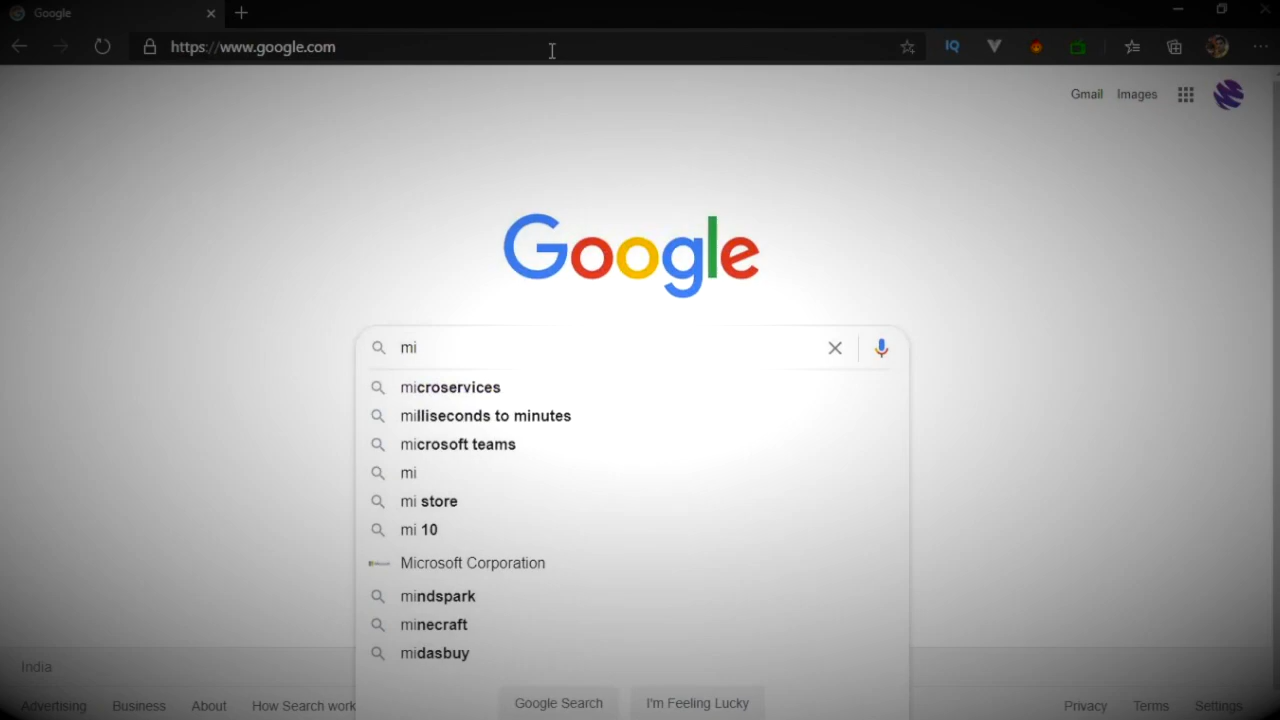 Google
https://www.google.com
IQ
Gmail Images
Google
mi
microservices
milliseconds to minutes
microsoft teams
mi
mi store
mi 10
Microsoft Corporation
mindspark
minecraft
midasbuy
India
Google Search I'm Feeling Lucky
Advertising Business About How Search work Privacy Terms Settings